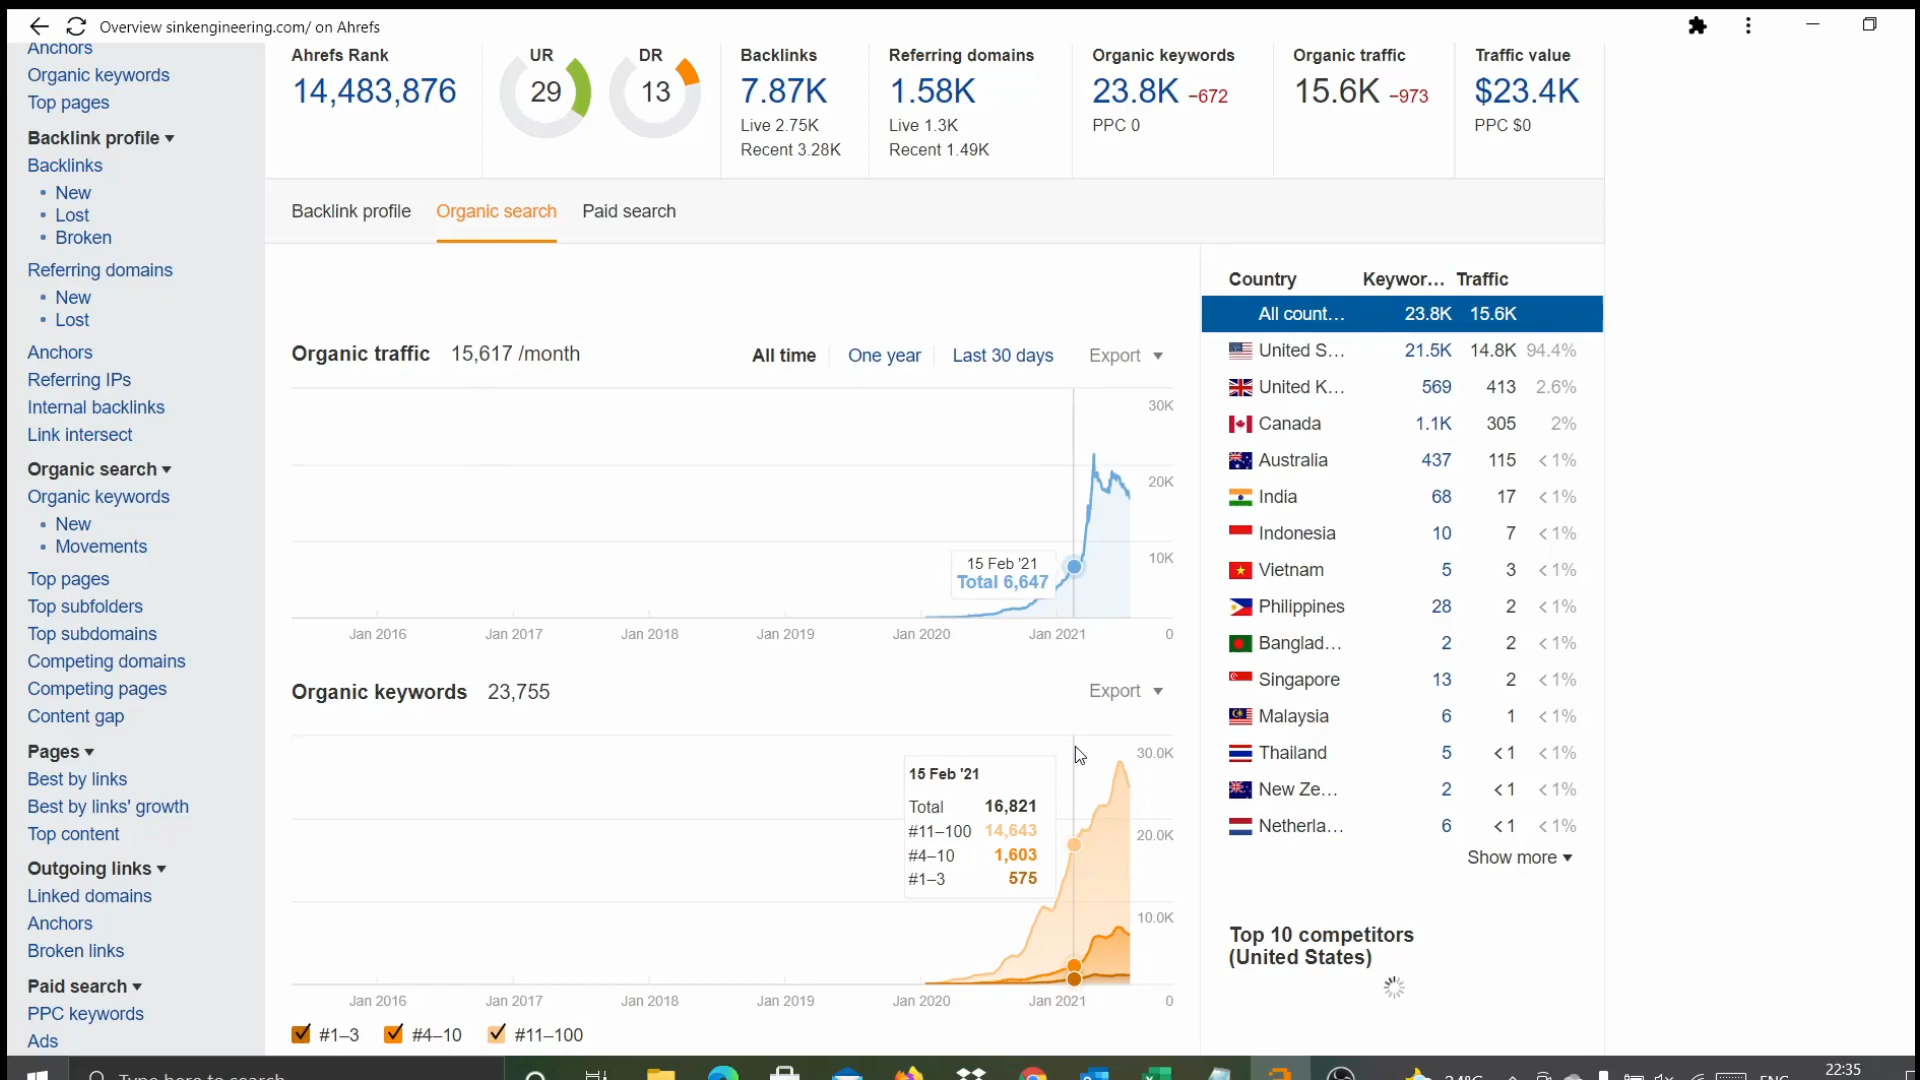 Overview sinkengineering.com/ on Ahrefs
Anchors
Organic keywords
Top pages
Backlink profile
Backlinks
New
Lost
Broken
Referring domains
New
Lost
Anchors
Referring IPs
Internal backlinks
Link intersect
Organic search
Organic keywords
New
Movements
Top pages
Top subfolders
Top subdomains
Competing domains
Competing pages
Content gap
Pages
Best by links
Best by links' growth
Top content
Outgoing links
Linked domains
Anchors
Broken links
Paid search
PPC keywords
Ads
Ahrefs Rank
14,483,876
UR
29
DR
13
Backlinks
7.87K
Live 2.75K
Recent 3.28K
Referring domains
1.58K
Live 1.3K
Recent 1.49K
Organic keywords
23.8K -672
PPC 0
Organic traffic
15.6K -973
Traffic value
$23.4K
PPC $0
Backlink profile Organic search Paid search
Organic traffic 15,617 /month
All time One year Last 30 days Export
30K
20K
10K
0
15 Feb '21
Total 6,647
Jan 2016 Jan 2017 Jan 2018 Jan 2019 Jan 2020 Jan 2021
Organic keywords 23,755
Export
30.0K
20.0K
10.0K
0
15 Feb '21
Total 16,821
#11–100 14,643
#4–10 1,603
#1–3 575
Jan 2016 Jan 2017 Jan 2018 Jan 2019 Jan 2020 Jan 2021
#1–3 #4–10 #11–100
Country Keywor... Traffic
All count... 23.8K 15.6K
United S... 21.5K 14.8K 94.4%
United K... 569 413 2.6%
Canada 1.1K 305 2%
Australia 437 115 <1%
India 68 17 <1%
Indonesia 10 7 <1%
Vietnam 5 3 <1%
Philippines 28 2 <1%
Banglad... 2 2 <1%
Singapore 13 2 <1%
Malaysia 6 1 <1%
Thailand 5 <1 <1%
New Ze... 2 <1 <1%
Netherla... 6 <1 <1%
Show more
Top 10 competitors
(United States)
Type here to search
24°C
ENG
22:35